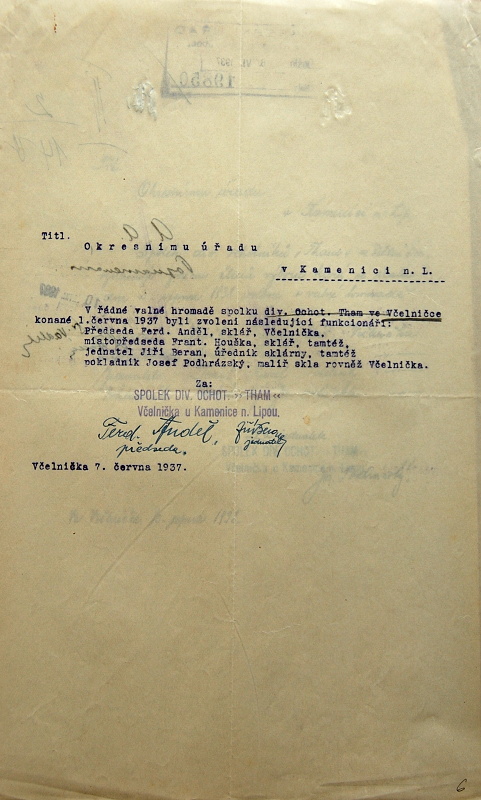 Titl.
Okresnímu úřadu
v Kamenici n. L.
V řádné valné hromadě spolku div. Ochot. Tham ve Včelničce
konané 1.června 1937 byli zvoleni následující funkcionáři:
Předseda Ferd. Anděl, sklář, Včelnička,
místopředseda Frant. Houška, sklář, tamtéž,
jednatel Jiří Beran, úředník sklárny, tamtéž
pokladník Josef Podhrázský, malíř skla rovněž Včelnička.
Za:
SPOLEK DIV. OCHOT. »THAM«
Včelnička u Kamenice n. Lipou.
Ferd. Anděl, Jiří Beran
předseda. jednatel
Včelnička 7. června 1937.
6